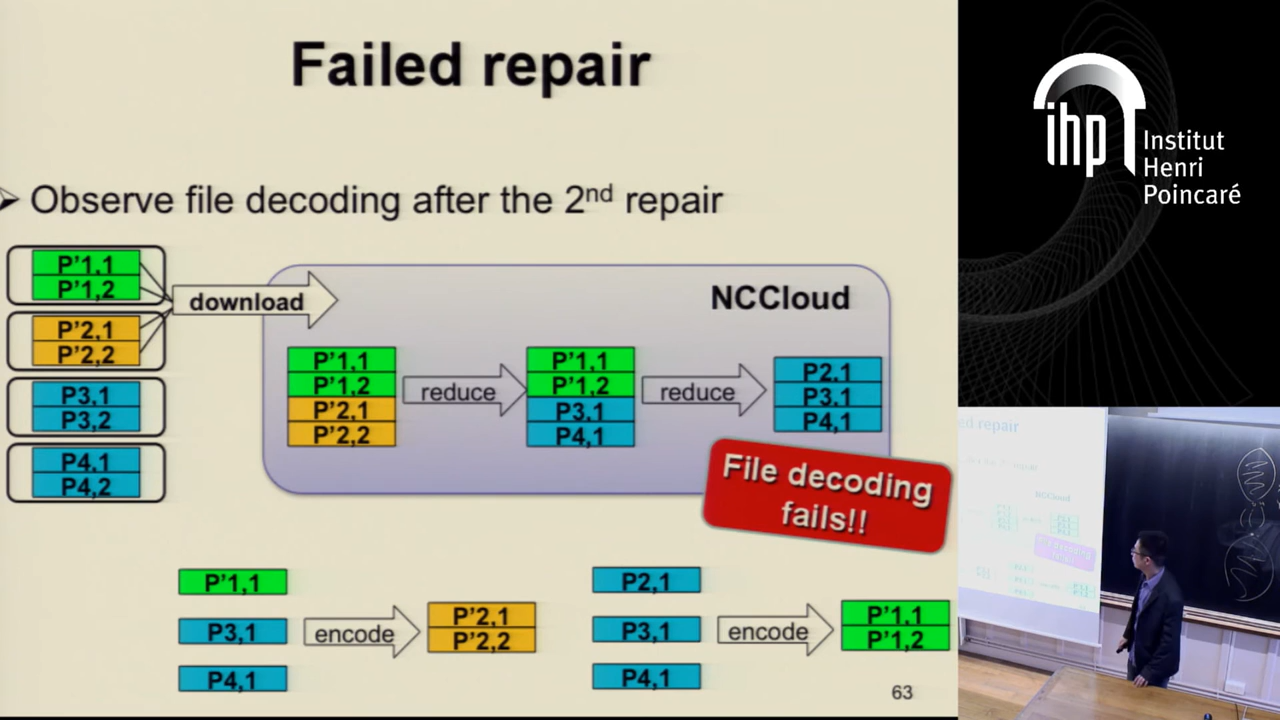 Failed repair
Observe file decoding after the 2nd repair
P'1,1
P'1,2
P'2,1
P'2,2
P3,1
P3,2
P4,1
P4,2
download
NCCloud
P'1,1
P'1,2
P'2,1
P'2,2
reduce
P'1,1
P'1,2
P3,1
P4,1
reduce
P2,1
P3,1
P4,1
File decoding
fails!!
P'1,1
P3,1
P4,1
encode
P'2,1
P'2,2
P2,1
P3,1
P4,1
encode
P'1,1
P'1,2
63
ihp
Institut
Henri
Poincaré
ed repair
NCCloud